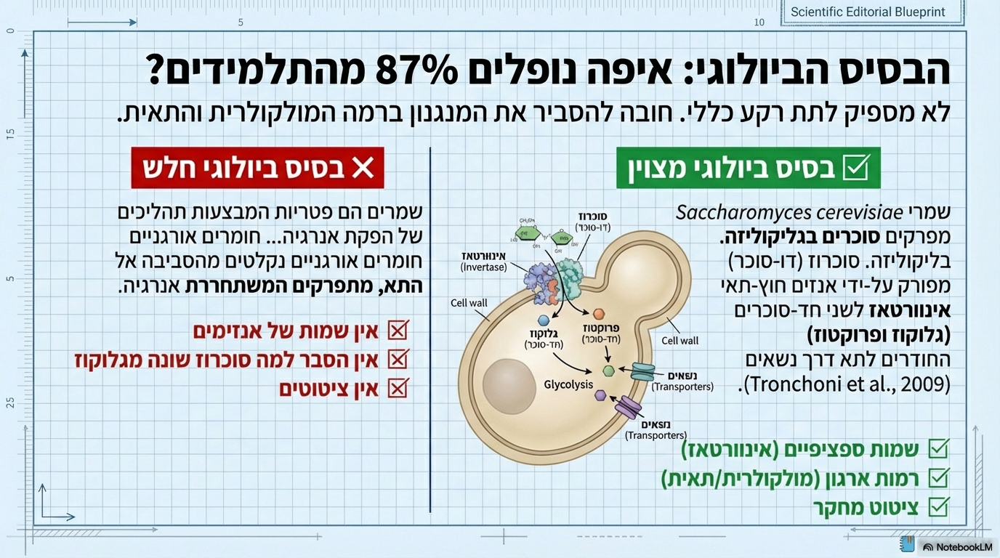 Scientific Editorial Blueprint
5
10
0
15
5
25
הבסיס הביולוגי: איפה נופלים 87% מהתלמידים?
לא מספיק לתת רקע כללי. חובה להסביר את המנגנון ברמה המולקולרית והתאית.
בסיס ביולוגי מצוין
שמרי Saccharomyces cerevisiae
מפרקים סוכרים בגליקוליזה.
בליקוליזה. סוכרוז (דו-סוכר)
מפורק על-ידי אנזים חוץ-תאי
אינוורטאז לשני חד-סוכרים
(גלוקוז ופרוקטוז)
החודרים לתא דרך נשאים
(Tronchoni et al., 2009).
סוכרוז
(דו-סוכר)
אינוורטאז
(Invertase)
Cell wall
גלוקוז
(חד-סוכר)
פרוקטוז
(חד-סוכר)
Cell wall
Glycolysis
נשאים
(Transporters)
נשאים
(Transporters)
שמות ספציפיים (אינוורטאז)
רמות ארגון (מולקולרית/תאית)
ציטוט מחקר
בסיס ביולוגי חלש
שמרים הם פטריות המבצעות תהליכים
של הפקת אנרגיה... חומרים אורגניים
חומרים אורגניים נקלטים מהסביבה אל
התא, מתפרקים המשתחררת אנרגיה.
אין שמות של אנזימים
אין הסבר למה סוכרוז שונה מגלוקוז
אין ציטוטים
NotebookLM